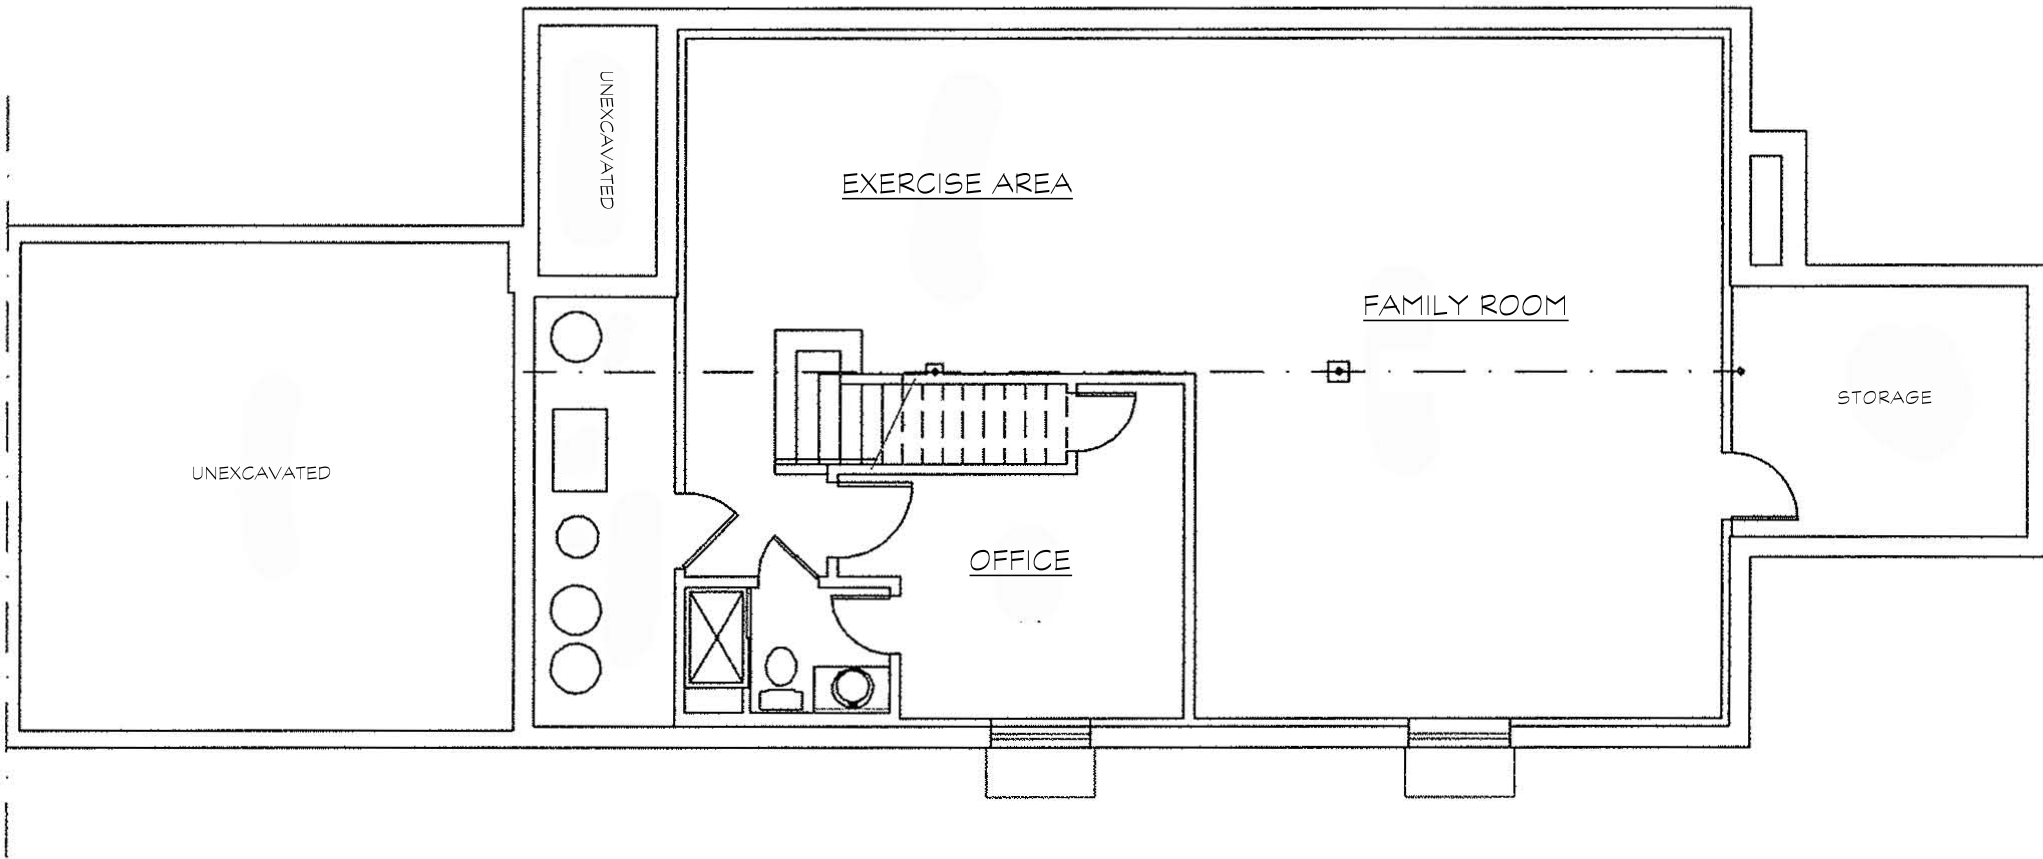 UNEXCAVATED
EXERCISE AREA
FAMILY ROOM
STORAGE
UNEXCAVATED
OFFICE